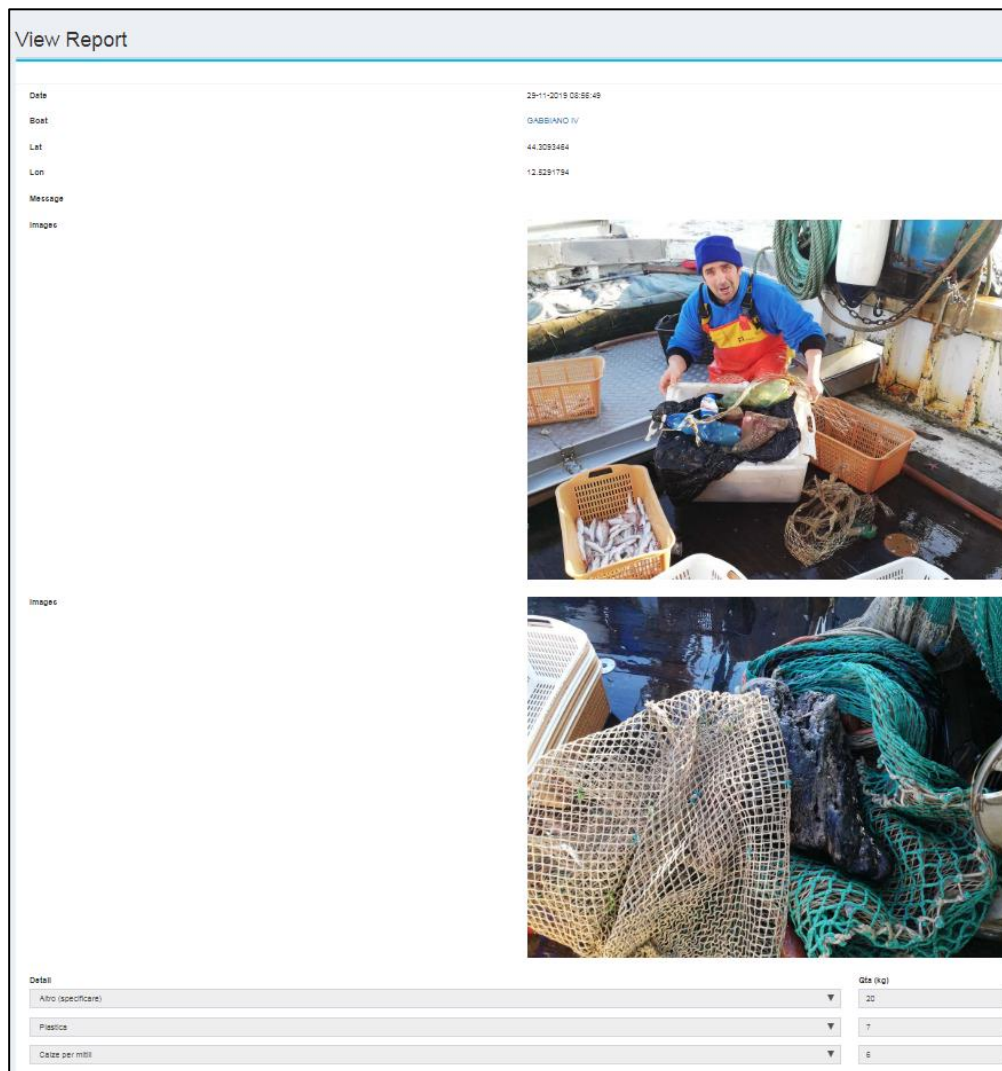 View Report
Date 29-11-2019 08:56:49
Boat GABBIANO IV
Lat 44.3093464
Lon 12.5291794
Message
Images
Images
Detail Qta (kg)
Altro (specificare) 20
Plastica 7
Calze per mitili 6